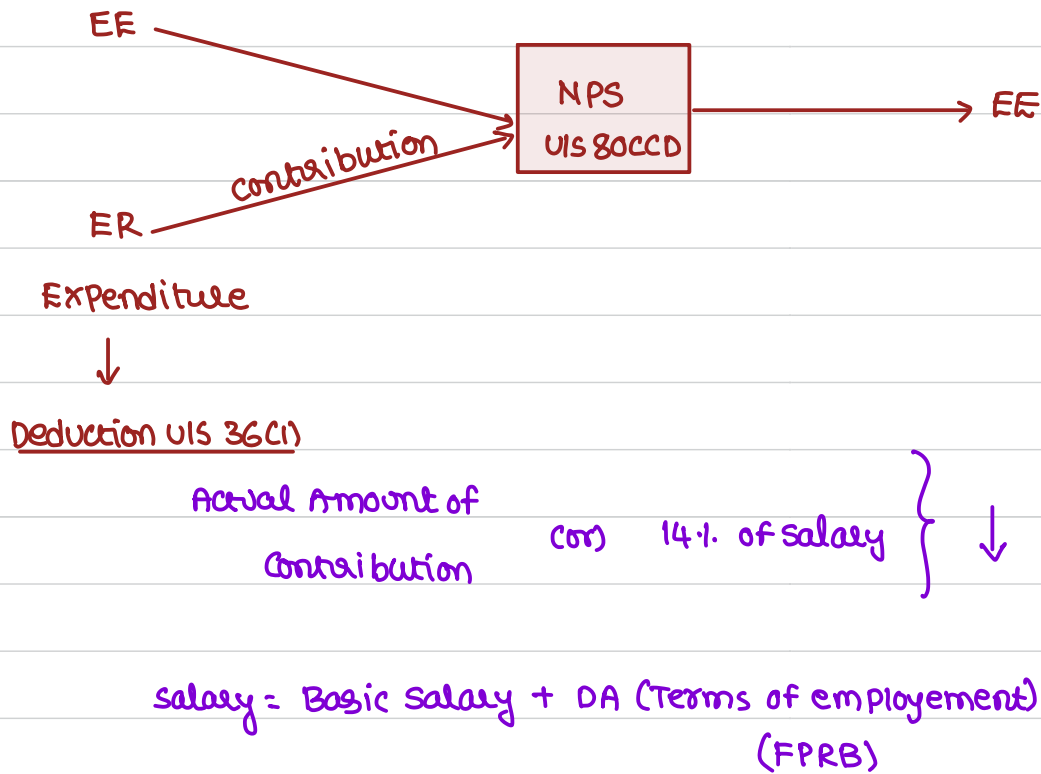 EE
NPS
U/S 80CCD
EE
contribution
ER
Expenditure
Deduction U/S 36(1)
Actual Amount of
Contribution
(or) 14% of salary
salary = Basic Salary + DA (Terms of employement)
(FPRB)